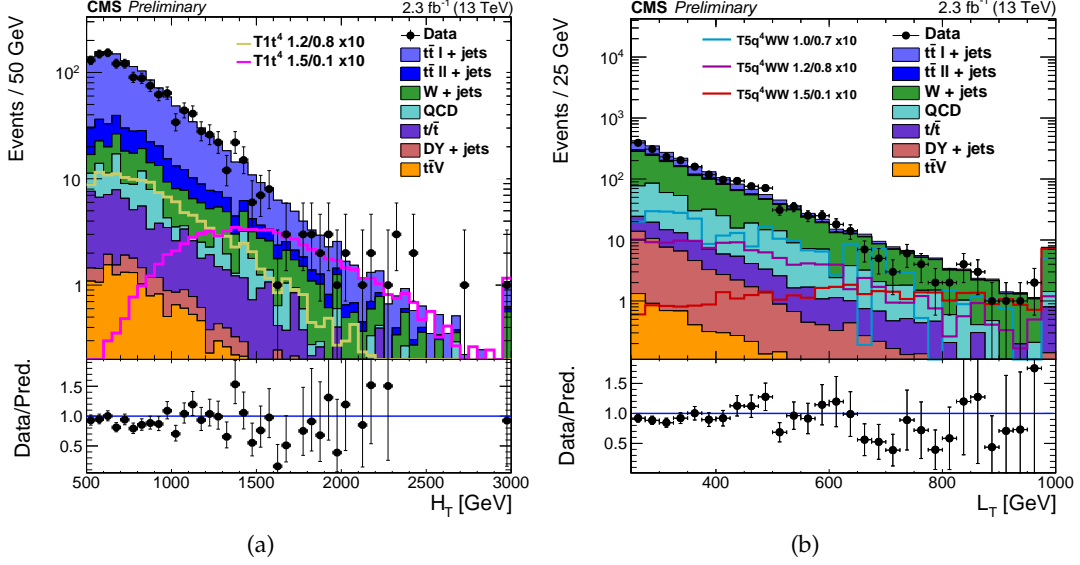 CMS Preliminary 2.3 fb⁻¹ (13 TeV)
Events / 50 GeV
10²
10
1
T1t⁴ 1.2/0.8 x10
T1t⁴ 1.5/0.1 x10
Data
tt̄ l + jets
tt̄ ll + jets
W + jets
QCD
t/t̄
DY + jets
tt̄V
Data/Pred.
1.5
1.0
0.5
500 1000 1500 2000 2500 3000
H_T [GeV]
(a)
CMS Preliminary 2.3 fb⁻¹ (13 TeV)
Events / 25 GeV
10⁴
10³
10²
10
1
T5q⁴WW 1.0/0.7 x10
T5q⁴WW 1.2/0.8 x10
T5q⁴WW 1.5/0.1 x10
Data
tt̄ l + jets
tt̄ ll + jets
W + jets
QCD
t/t̄
DY + jets
tt̄V
Data/Pred.
1.5
1.0
0.5
400 600 800 1000
L_T [GeV]
(b)